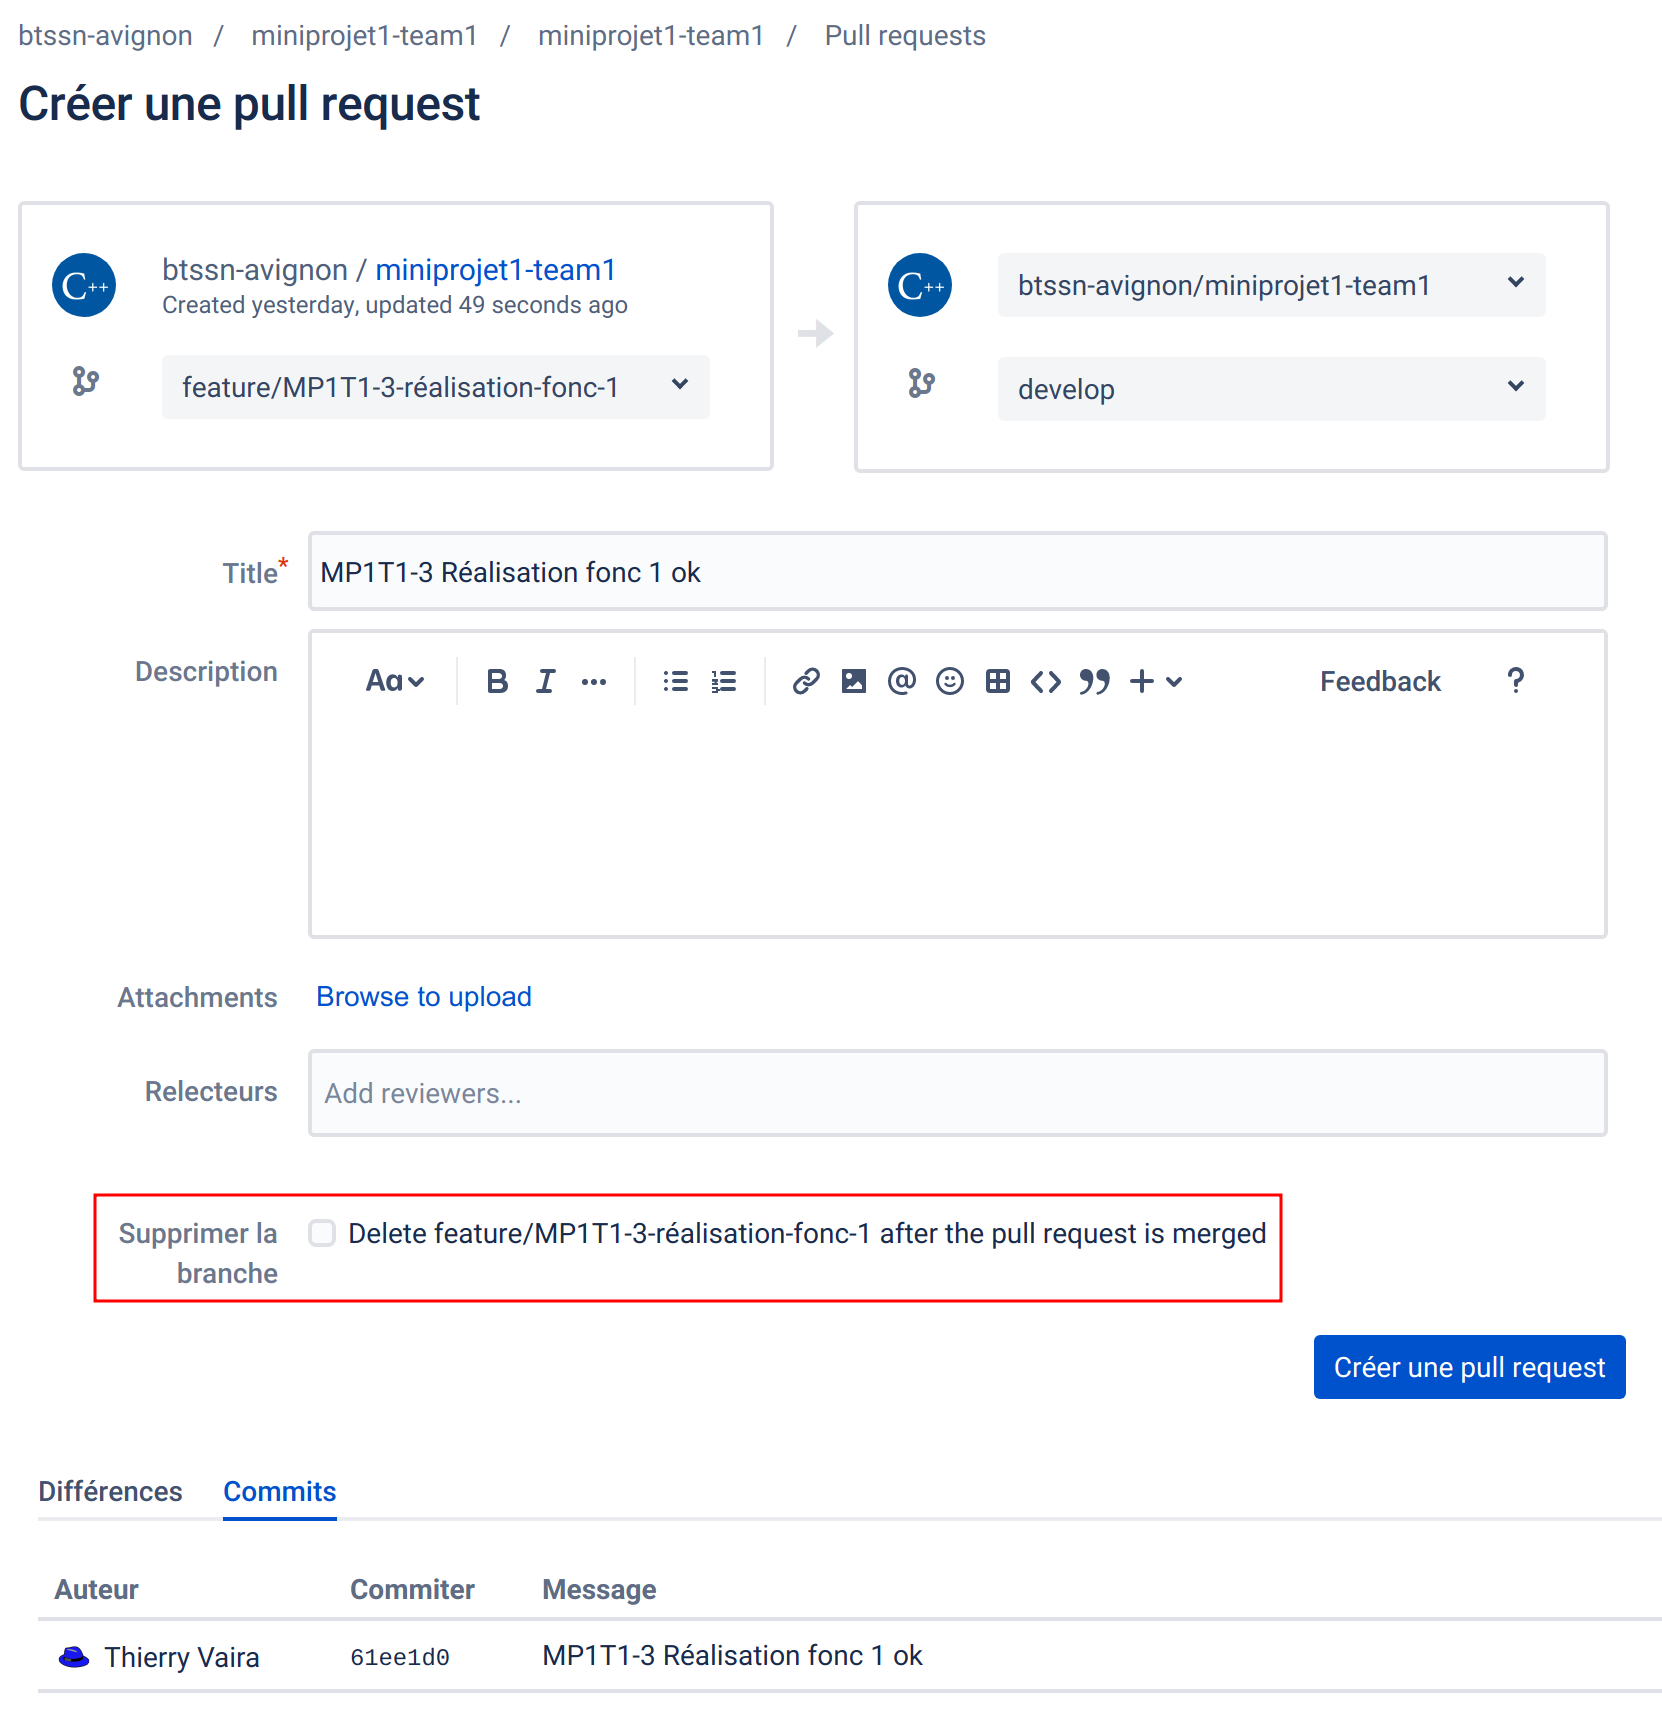 btssn-avignon / miniprojet1-team1 / miniprojet1-team1 / Pull requests
Créer une pull request
C++ btssn-avignon / miniprojet1-team1
Created yesterday, updated 49 seconds ago
feature/MP1T1-3-réalisation-fonc-1
C++ btssn-avignon/miniprojet1-team1
develop
Title* MP1T1-3 Réalisation fonc 1 ok
Description Aa B I ••• @ <> ” + Feedback ?
Attachments Browse to upload
Relecteurs Add reviewers...
Supprimer la branche Delete feature/MP1T1-3-réalisation-fonc-1 after the pull request is merged
Créer une pull request
Différences Commits
Auteur Commiter Message
Thierry Vaira 61ee1d0 MP1T1-3 Réalisation fonc 1 ok